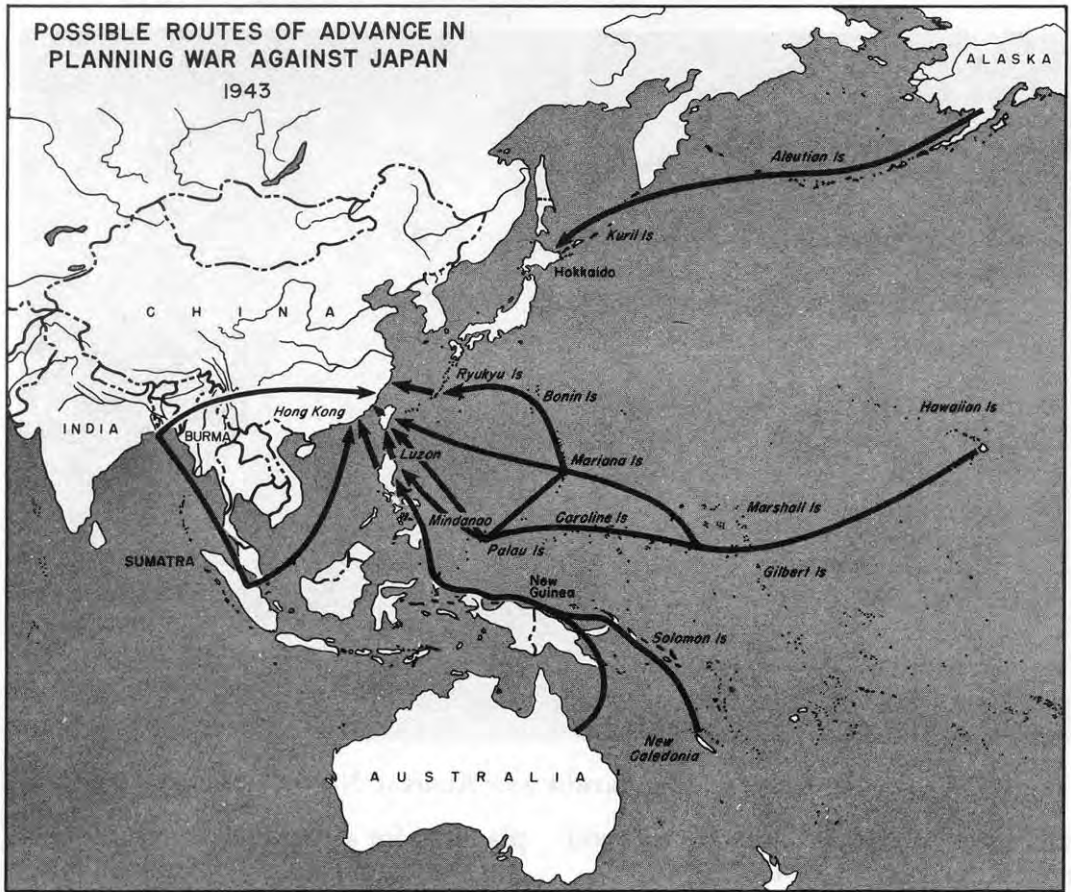 POSSIBLE ROUTES OF ADVANCE IN
PLANNING WAR AGAINST JAPAN
1943
ALASKA
Aleutian Is
Kuril Is
Hokkaido
CHINA
Ryukyu Is
Bonin Is
Hawaiian Is
Hong Kong
INDIA
BURMA
Luzon
Mariana Is
Marshall Is
Mindanao
Caroline Is
Palau Is
SUMATRA
Gilbert Is
New
Guinea
Solomon Is
New
Caledonia
AUSTRALIA